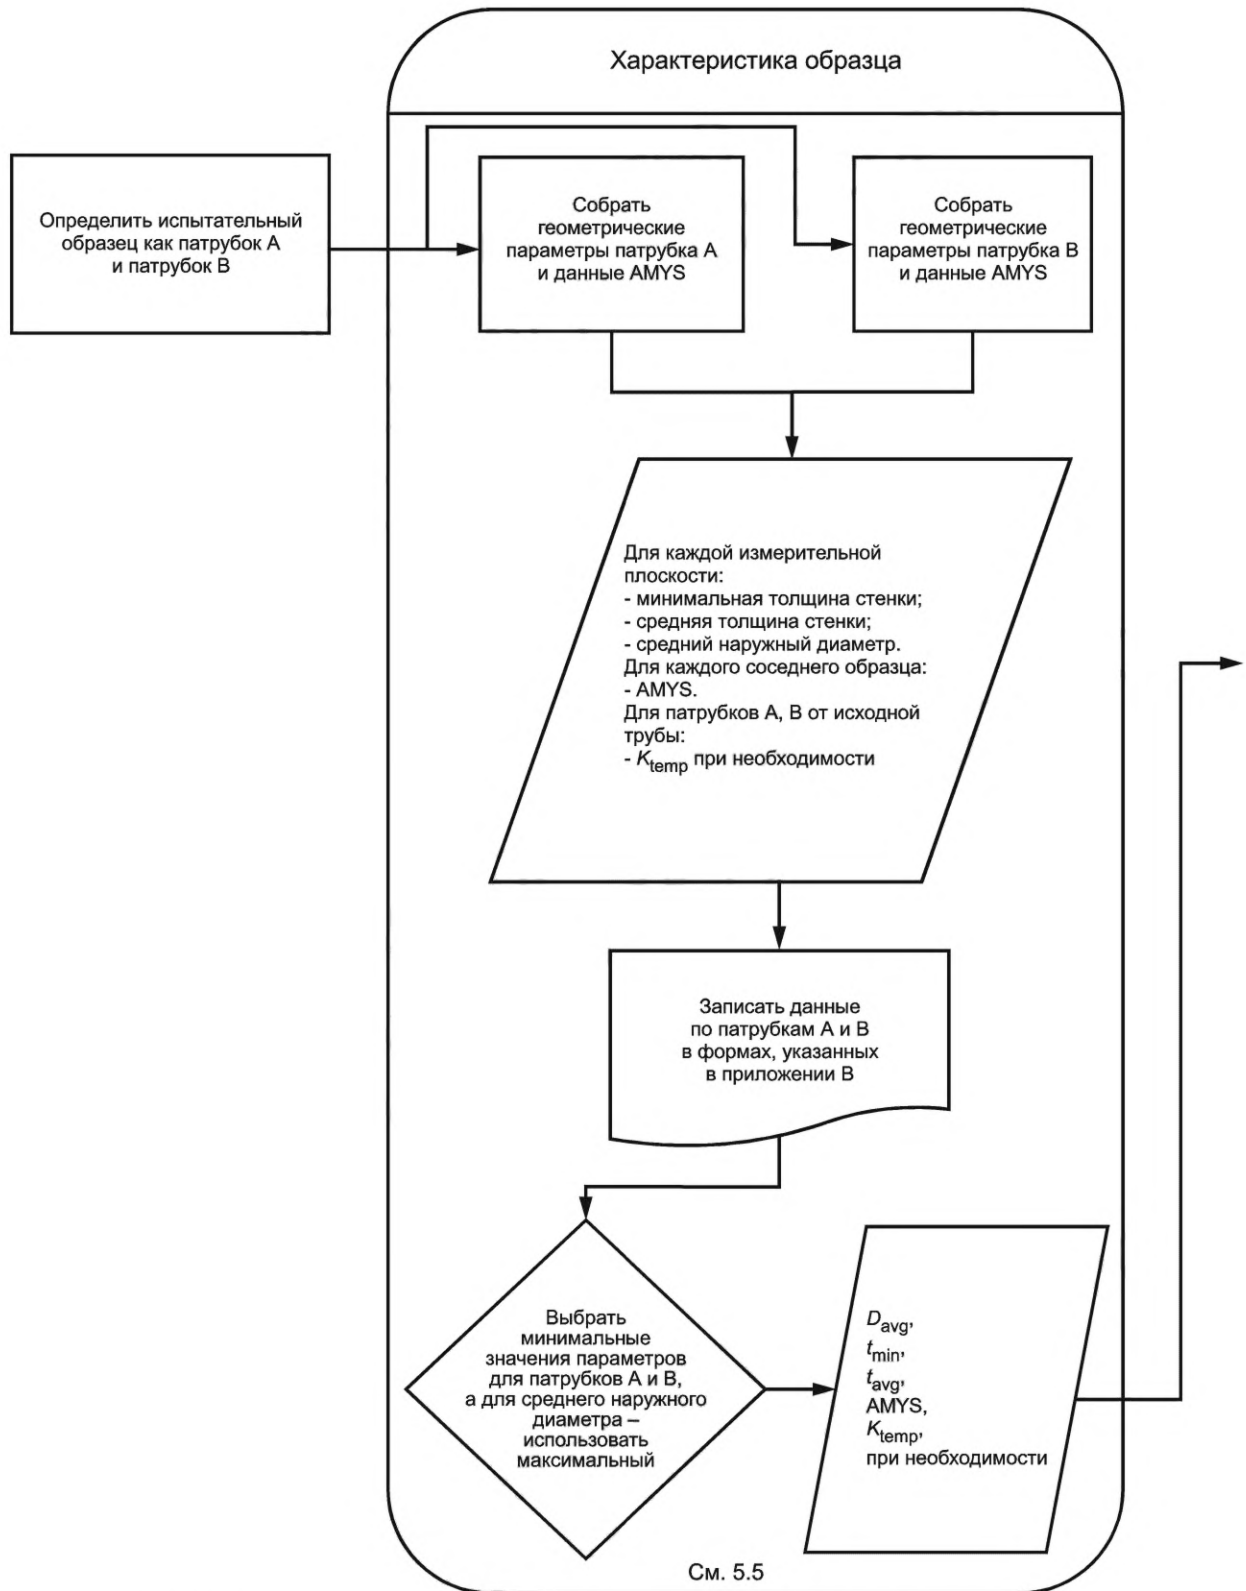 Характеристика образца
Определить испытательный
образец как патрубок А
и патрубок В
Собрать
геометрические
параметры патрубка А
и данные AMYS
Собрать
геометрические
параметры патрубка В
и данные AMYS
Для каждой измерительной
плоскости:
- минимальная толщина стенки;
- средняя толщина стенки;
- средний наружный диаметр.
Для каждого соседнего образца:
- AMYS.
Для патрубков А, В от исходной
трубы:
- Ktemp при необходимости
Записать данные
по патрубкам А и В
в формах, указанных
в приложении В
Выбрать
минимальные
значения параметров
для патрубков А и В,
а для среднего наружного
диаметра –
использовать
максимальный
Davg,
tmin,
tavg,
AMYS,
Ktemp,
при необходимости
См. 5.5